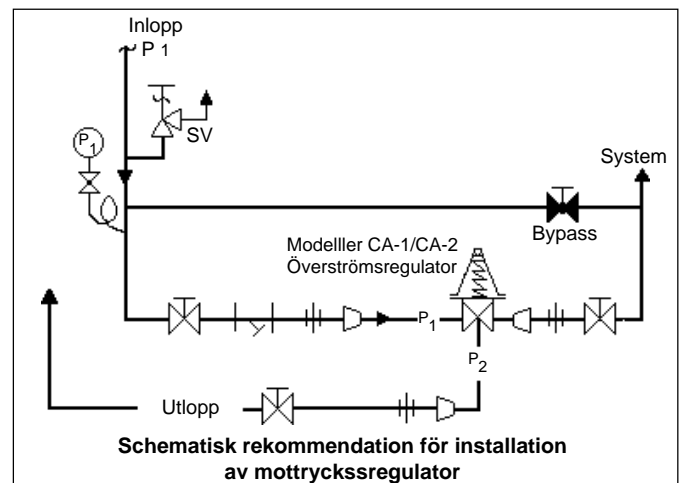 Inlopp
P 1
SV
P1
System
Bypass
Modelller CA-1/CA-2
Överströmsregulator
P1
P2
Utlopp
Schematisk rekommendation för installation
av mottryckssregulator